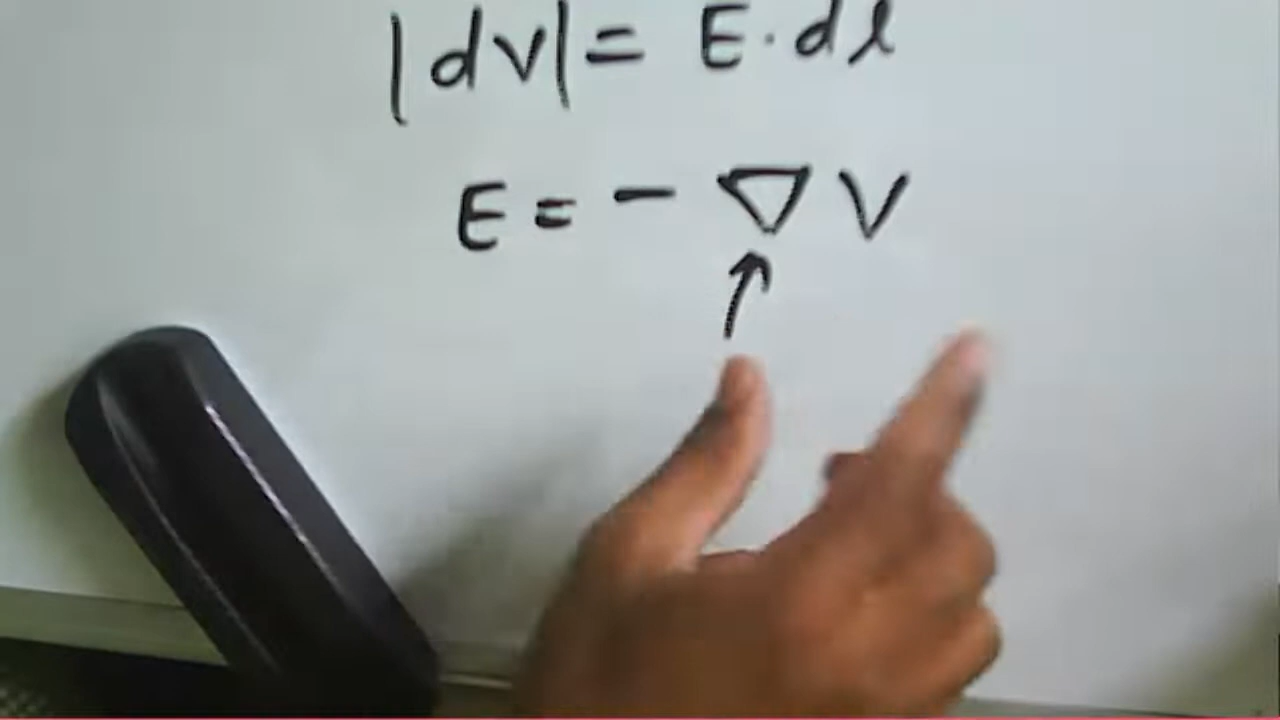 |dv| = E · dl
E = - ∇ V
↑